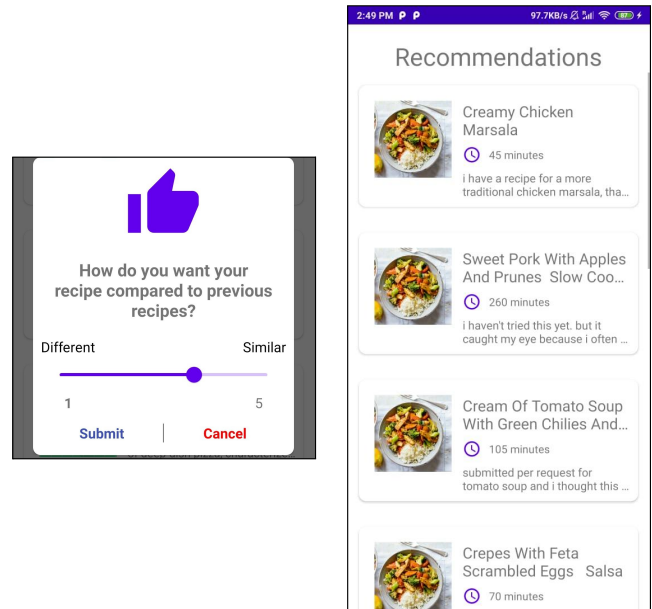 How do you want your
recipe compared to previous
recipes?
Different Similar
1 5
Submit Cancel
2:49 PM 97.7KB/s 87
Recommendations
Creamy Chicken
Marsala
45 minutes
i have a recipe for a more
traditional chicken marsala, tha...
Sweet Pork With Apples
And Prunes Slow Coo...
260 minutes
i haven't tried this yet. but it
caught my eye because i often ...
Cream Of Tomato Soup
With Green Chilies And...
105 minutes
submitted per request for
tomato soup and i thought this ...
Crepes With Feta
Scrambled Eggs Salsa
70 minutes